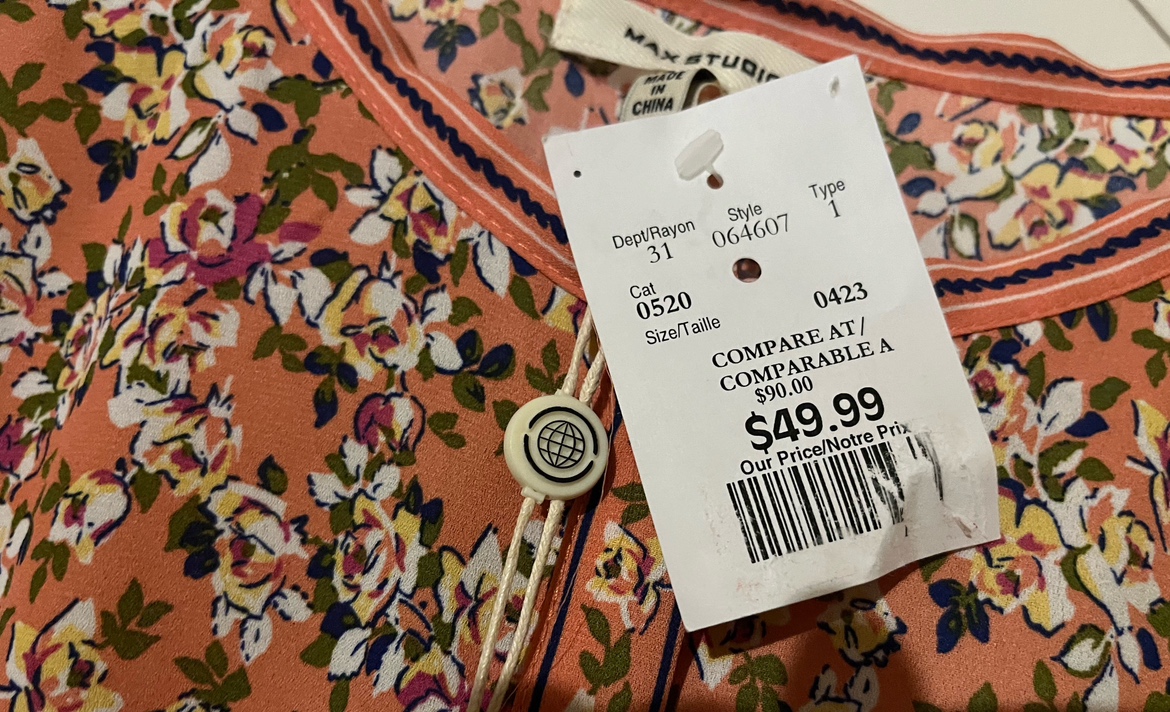 MAX STUDIO
MADE
IN
CHINA
Dept/Rayon Style Type
31 064607 1
Cat
0520 0423
Size/Taille
COMPARE AT/
COMPARABLE A
$90.00
$49.99
Our Price/Notre Prix